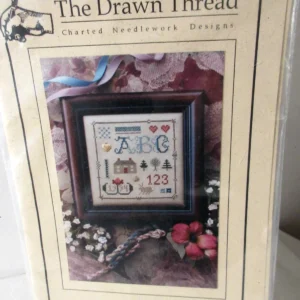 The Drawn Thread
Charted Needlework Designs
ABC
123